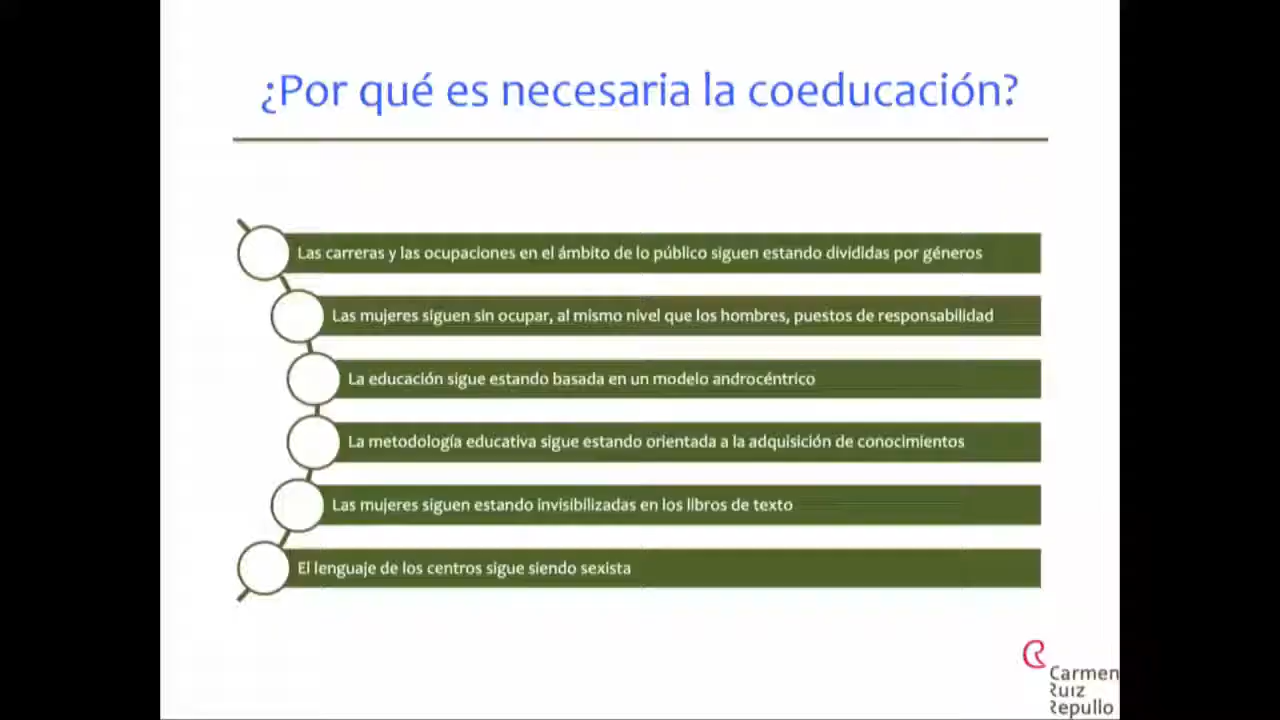 ¿Por qué es necesaria la coeducación?
Las carreras y las ocupaciones en el ámbito de lo público siguen estando divididas por géneros
Las mujeres siguen sin ocupar, al mismo nivel que los hombres, puestos de responsabilidad
La educación sigue estando basada en un modelo androcéntrico
La metodología educativa sigue estando orientada a la adquisición de conocimientos
Las mujeres siguen estando invisibilizadas en los libros de texto
El lenguaje de los centros sigue siendo sexista
Carmen
Ruiz
Repullo